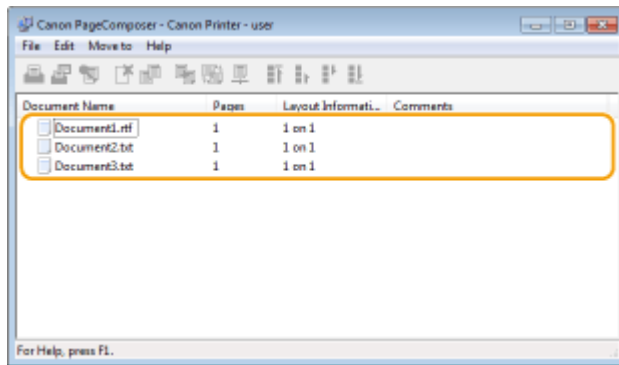 Canon PageComposer - Canon Printer - user
File Edit Move to Help
Document Name Pages Layout Informati... Comments
Document1.rtf 1 1 on 1
Document2.txt 1 1 on 1
Document3.txt 1 1 on 1
For Help, press F1.